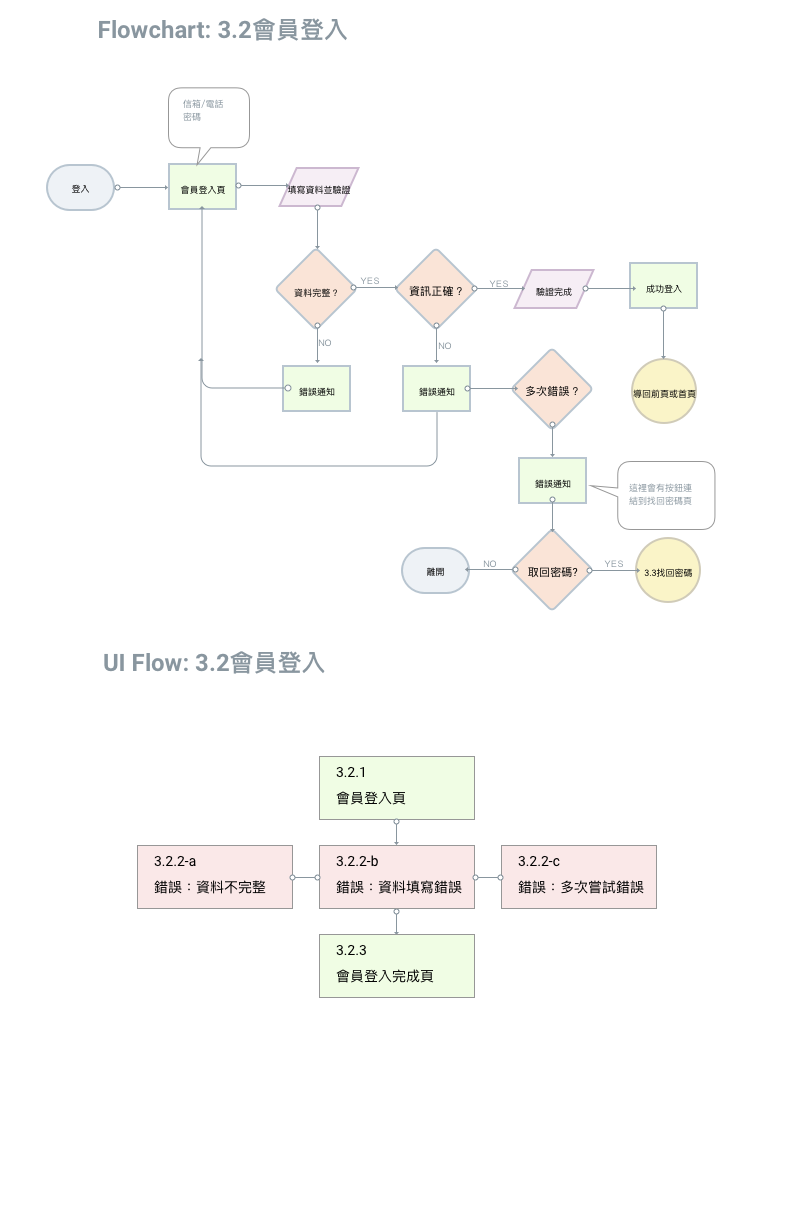 Flowchart: 3.2會員登入
信箱/電話
密碼
登入
會員登入頁
填寫資料並驗證
資料完整？
YES
資訊正確？
YES
驗證完成
成功登入
NO
NO
錯誤通知
錯誤通知
多次錯誤？
導回前頁或首頁
錯誤通知
這裡會有按鈕連
結到找回密碼頁
離開
NO
取回密碼?
YES
3.3找回密碼
UI Flow: 3.2會員登入
3.2.1
會員登入頁
3.2.2-a
錯誤：資料不完整
3.2.2-b
錯誤：資料填寫錯誤
3.2.2-c
錯誤：多次嘗試錯誤
3.2.3
會員登入完成頁